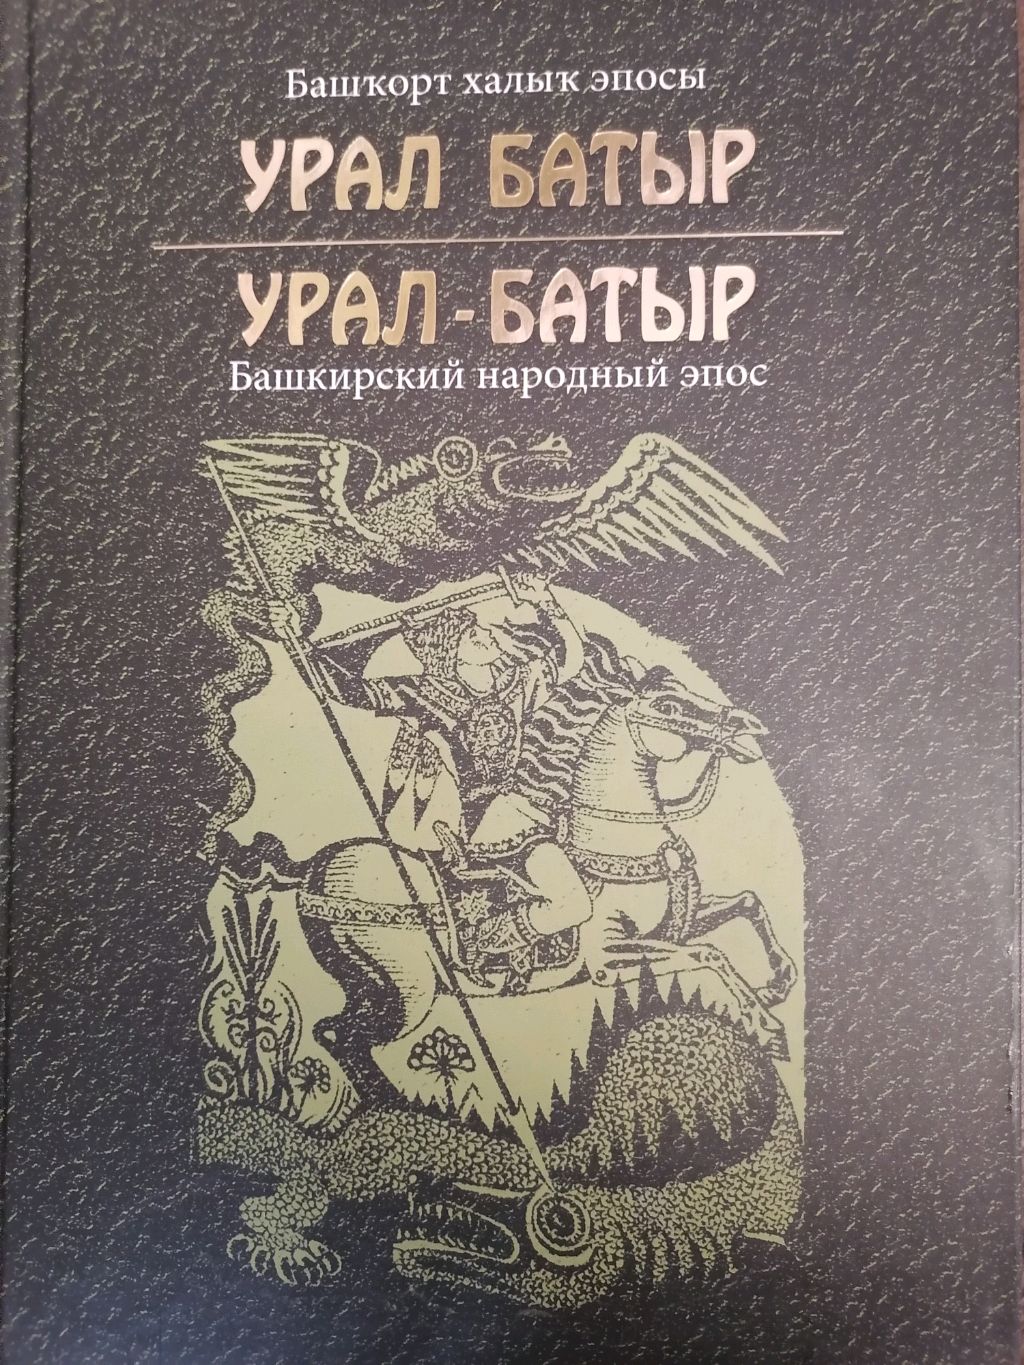 Башҡорт халыҡ эпосы
УРАЛ БАТЫР
УРАЛ-БАТЫР
Башкирский народный эпос